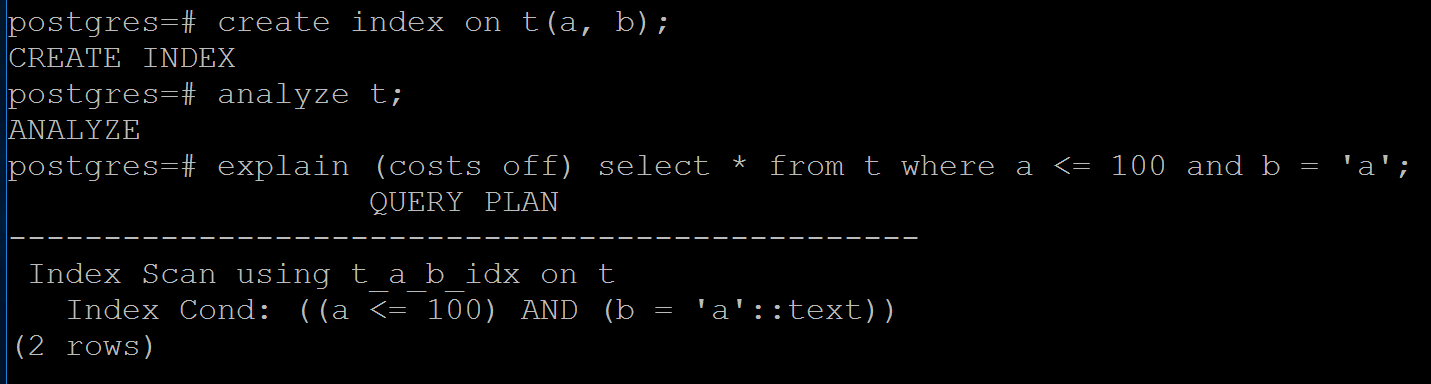 postgres=# create index on t(a, b);
CREATE INDEX
postgres=# analyze t;
ANALYZE
postgres=# explain (costs off) select * from t where a <= 100 and b = 'a';
                   QUERY PLAN
------------------------------------------------
 Index Scan using t_a_b_idx on t
   Index Cond: ((a <= 100) AND (b = 'a'::text))
(2 rows)